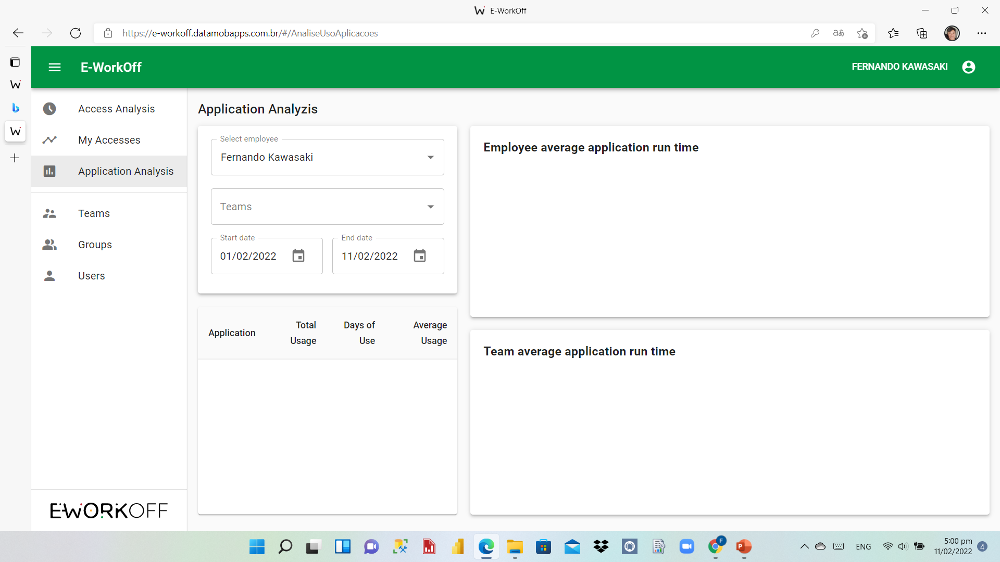 E-WorkOff
https://e-workoff.datamobapps.com.br/#/AnaliseUsoAplicacoes
aあ
E-WorkOff
FERNANDO KAWASAKI
Access Analysis
My Accesses
Application Analysis
Teams
Groups
Users
EWORKOFF
Application Analyzis
Select employee
Fernando Kawasaki
Teams
Start date
End date
01/02/2022
11/02/2022
Application
Total Usage
Days of Use
Average Usage
Employee average application run time
Team average application run time
F
P
ENG
5:00 pm
11/02/2022
4